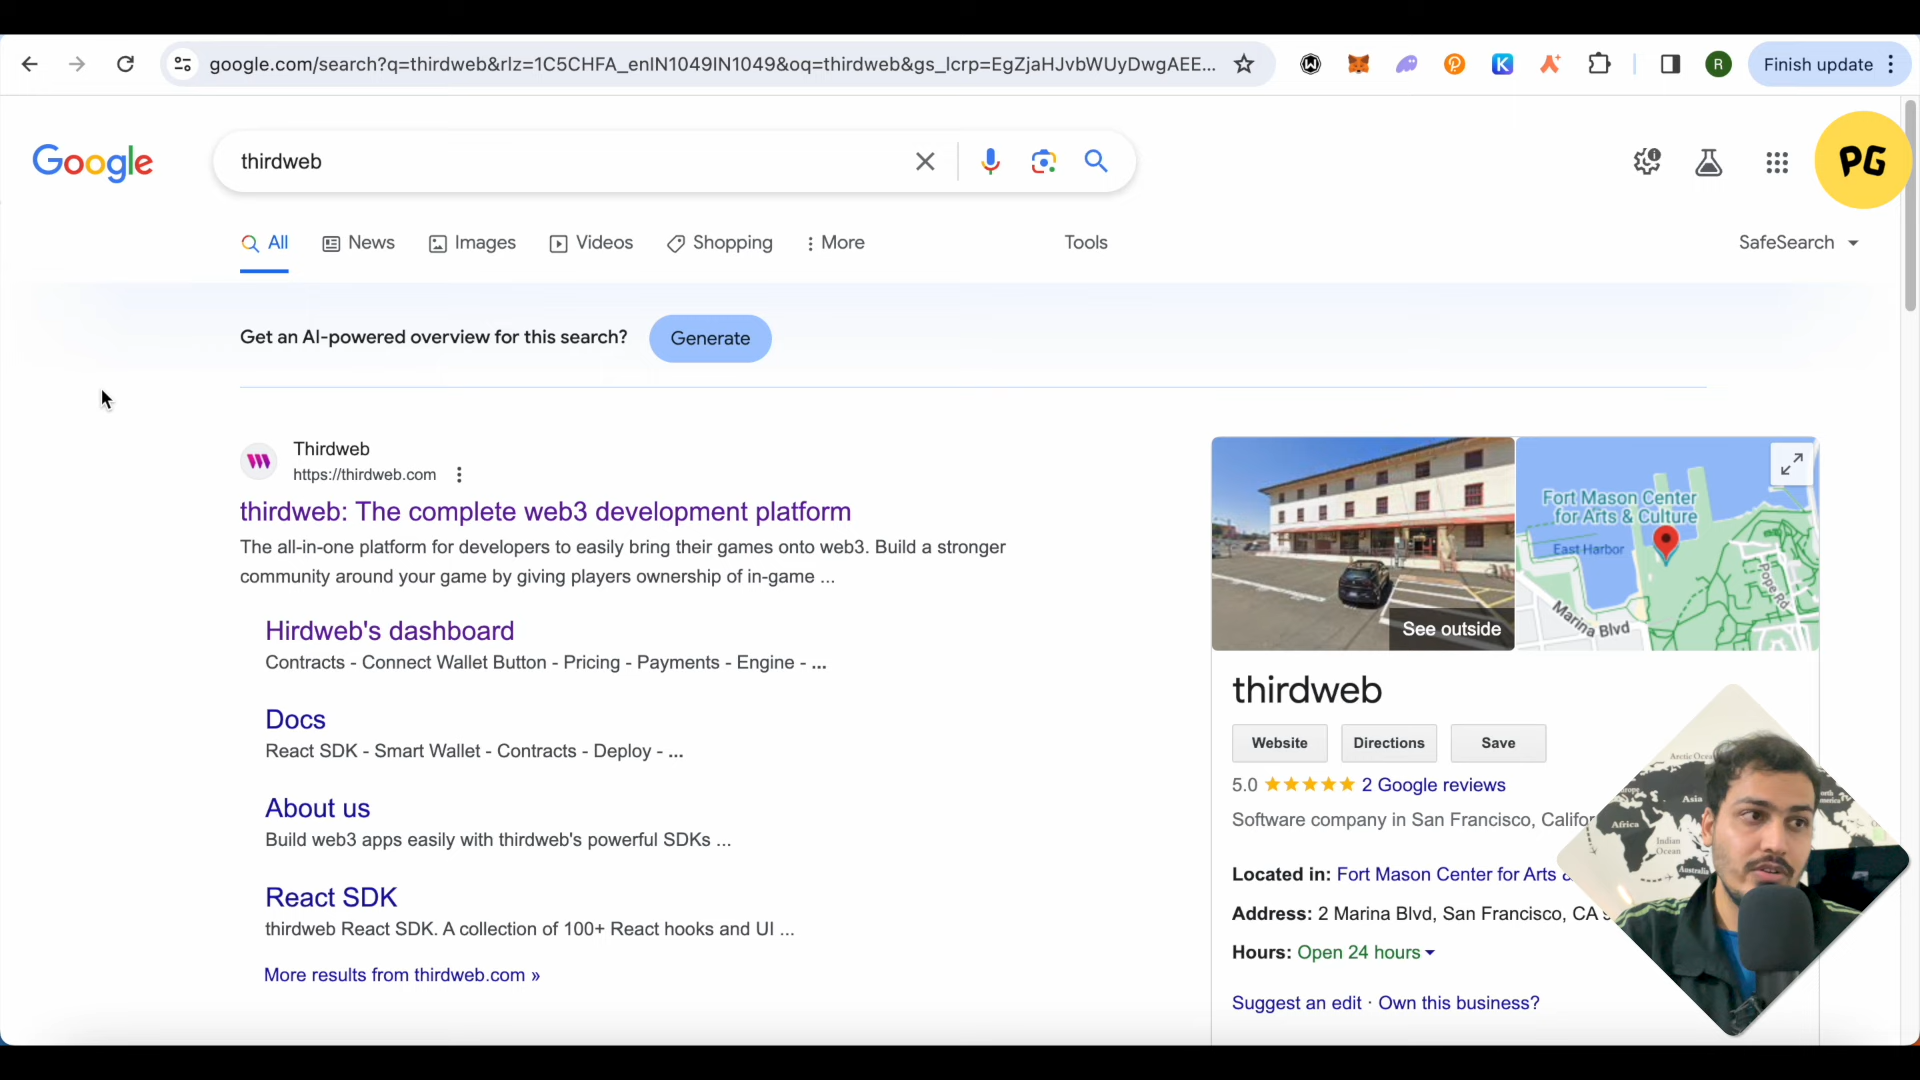 google.com/search?q=thirdweb&rlz=1C5CHFA_enIN1049IN1049&oq=thirdweb&gs_lcrp=EgZjaHJvbWUyDwgAEE...
R
Finish update
Google
thirdweb
PG
All
News
Images
Videos
Shopping
More
Tools
SafeSearch
Get an AI-powered overview for this search?
Generate
Thirdweb
https://thirdweb.com
thirdweb: The complete web3 development platform
The all-in-one platform for developers to easily bring their games onto web3. Build a stronger
community around your game by giving players ownership of in-game ...
Hirdweb's dashboard
Contracts - Connect Wallet Button - Pricing - Payments - Engine - ...
Docs
React SDK - Smart Wallet - Contracts - Deploy - ...
About us
Build web3 apps easily with thirdweb's powerful SDKs ...
React SDK
thirdweb React SDK. A collection of 100+ React hooks and UI ...
More results from thirdweb.com »
See outside
Fort Mason Center
for Arts & Culture
East Harbor
Pope Rd
Marina Blvd
thirdweb
Website
Directions
Save
5.0
2 Google reviews
Software company in San Francisco, Califor
Located in: Fort Mason Center for Arts
Address: 2 Marina Blvd, San Francisco, CA
Hours: Open 24 hours
Suggest an edit · Own this business?
Asia
Africa
Indian
Ocean
Australia